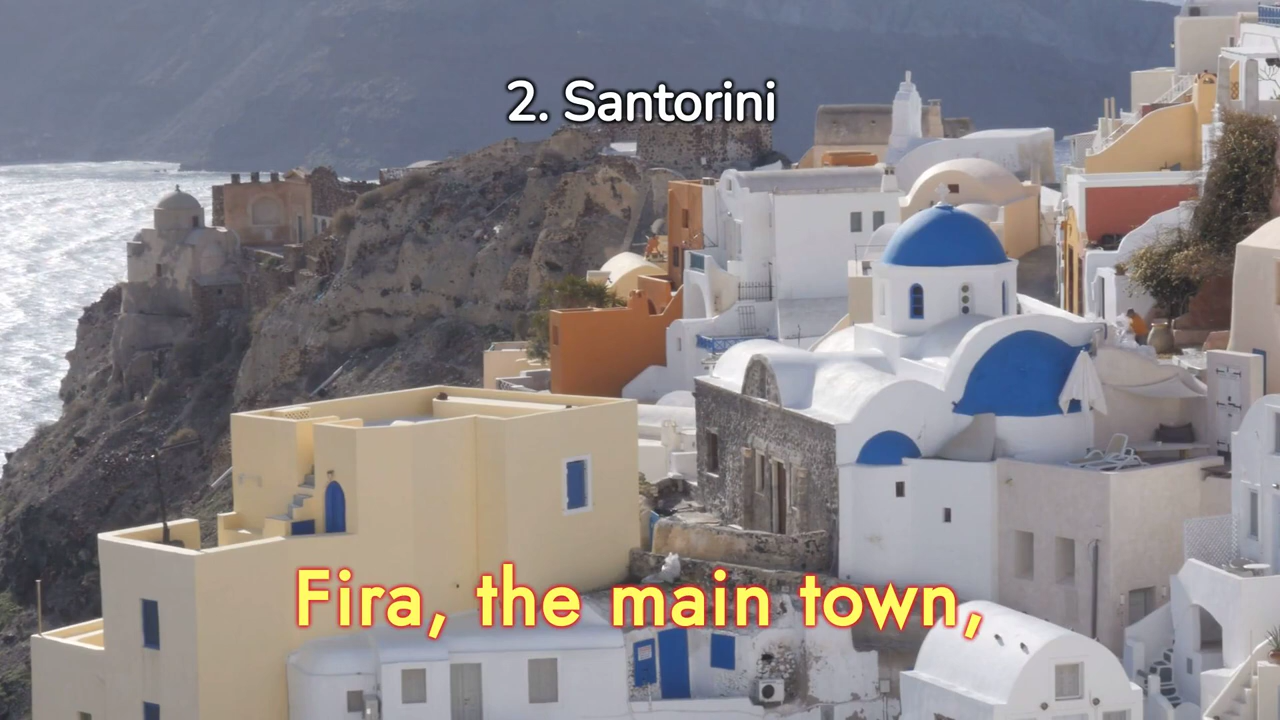 2. Santorini
Fira, the main town,